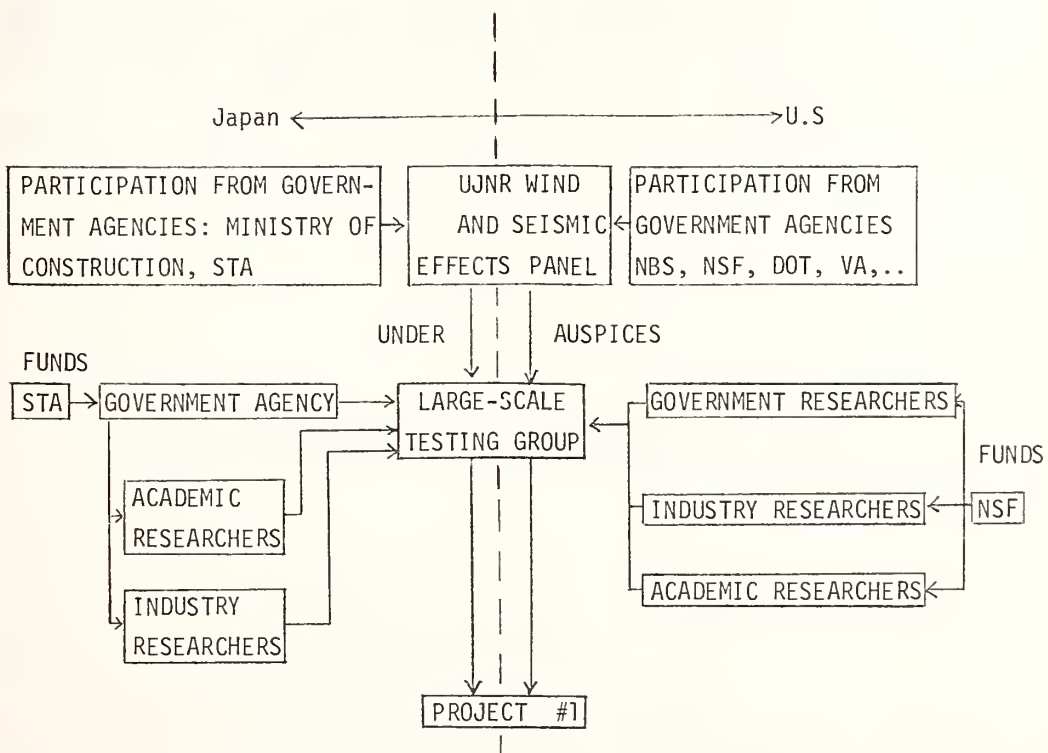 Japan U.S
PARTICIPATION FROM GOVERN-
MENT AGENCIES: MINISTRY OF
CONSTRUCTION, STA
UJNR WIND
AND SEISMIC
EFFECTS PANEL
PARTICIPATION FROM
GOVERNMENT AGENCIES
NBS, NSF, DOT, VA,..
UNDER AUSPICES
FUNDS
STA
GOVERNMENT AGENCY
LARGE-SCALE
TESTING GROUP
GOVERNMENT RESEARCHERS
FUNDS
ACADEMIC
RESEARCHERS
INDUSTRY RESEARCHERS
NSF
INDUSTRY
RESEARCHERS
ACADEMIC RESEARCHERS
PROJECT #1